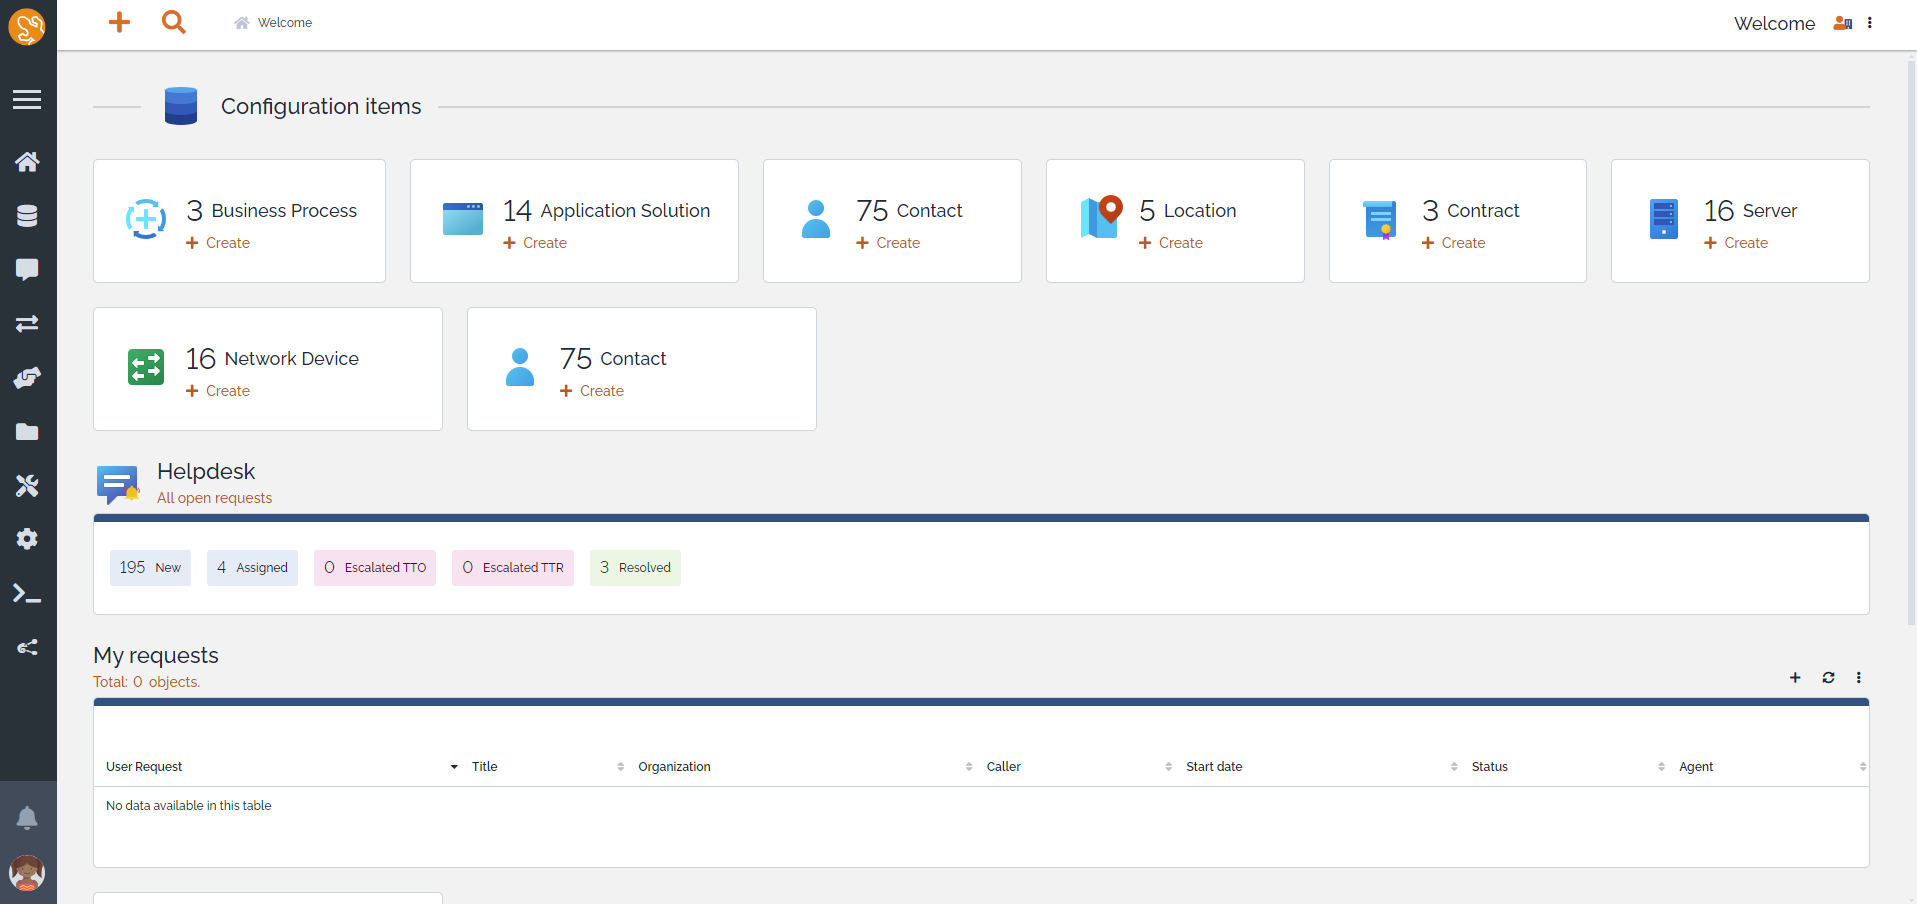 Welcome
Welcome
Configuration items
3 Business Process
Create
14 Application Solution
Create
75 Contact
Create
5 Location
Create
3 Contract
Create
16 Server
Create
16 Network Device
Create
75 Contact
Create
Helpdesk
All open requests
195 New
4 Assigned
0 Escalated TTO
0 Escalated TTR
3 Resolved
My requests
Total: 0 objects.
User Request Title Organization Caller Start date Status Agent
No data available in this table